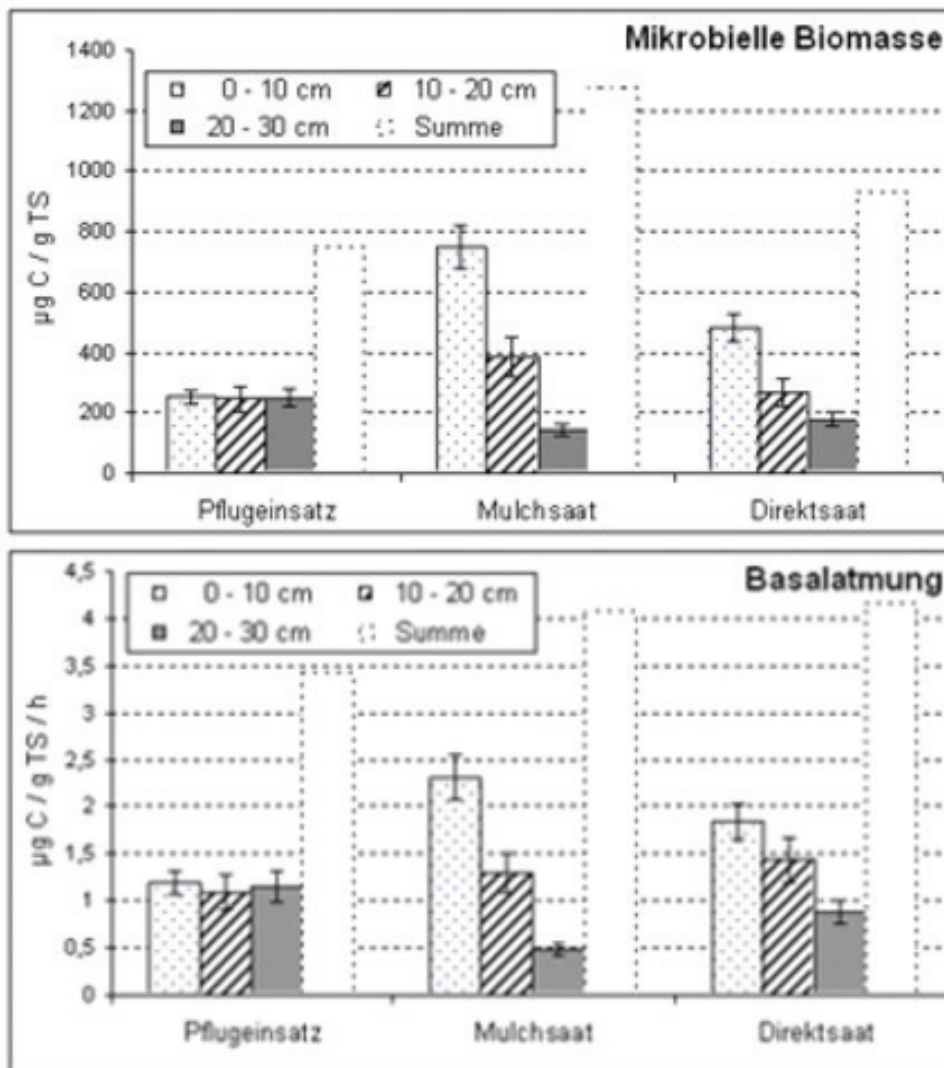 Mikrobielle Biomasse
1400
1200
1000
800
600
400
200
0
µg C / g TS
0 - 10 cm 10 - 20 cm
20 - 30 cm Summe
Pflugeinsatz Mulchsaat Direktsaat
Basalatmung
4,5
4
3,5
3
2,5
2
1,5
1
0,5
0
µg C / g TS / h
0 - 10 cm 10 - 20 cm
20 - 30 cm Summe
Pflugeinsatz Mulchsaat Direktsaat